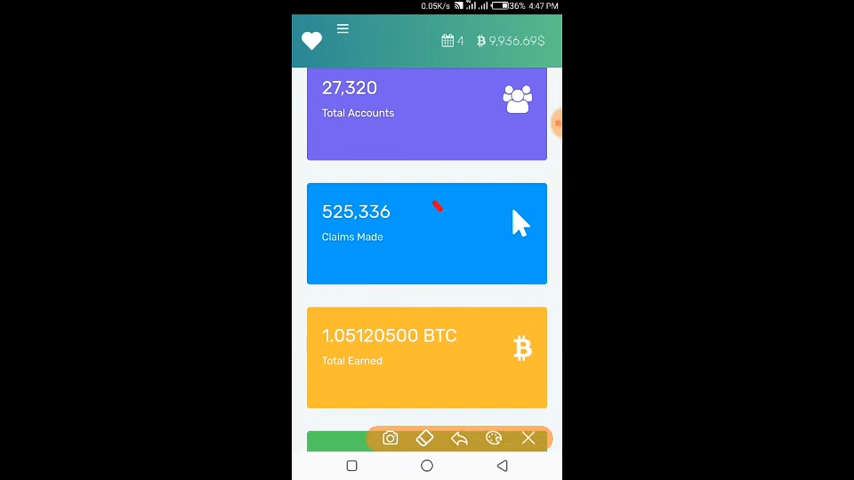 0.05K/s 36% 4:47 PM
4 9,936.69$
27,320
Total Accounts
525,336
Claims Made
1.05120500 BTC
Total Earned